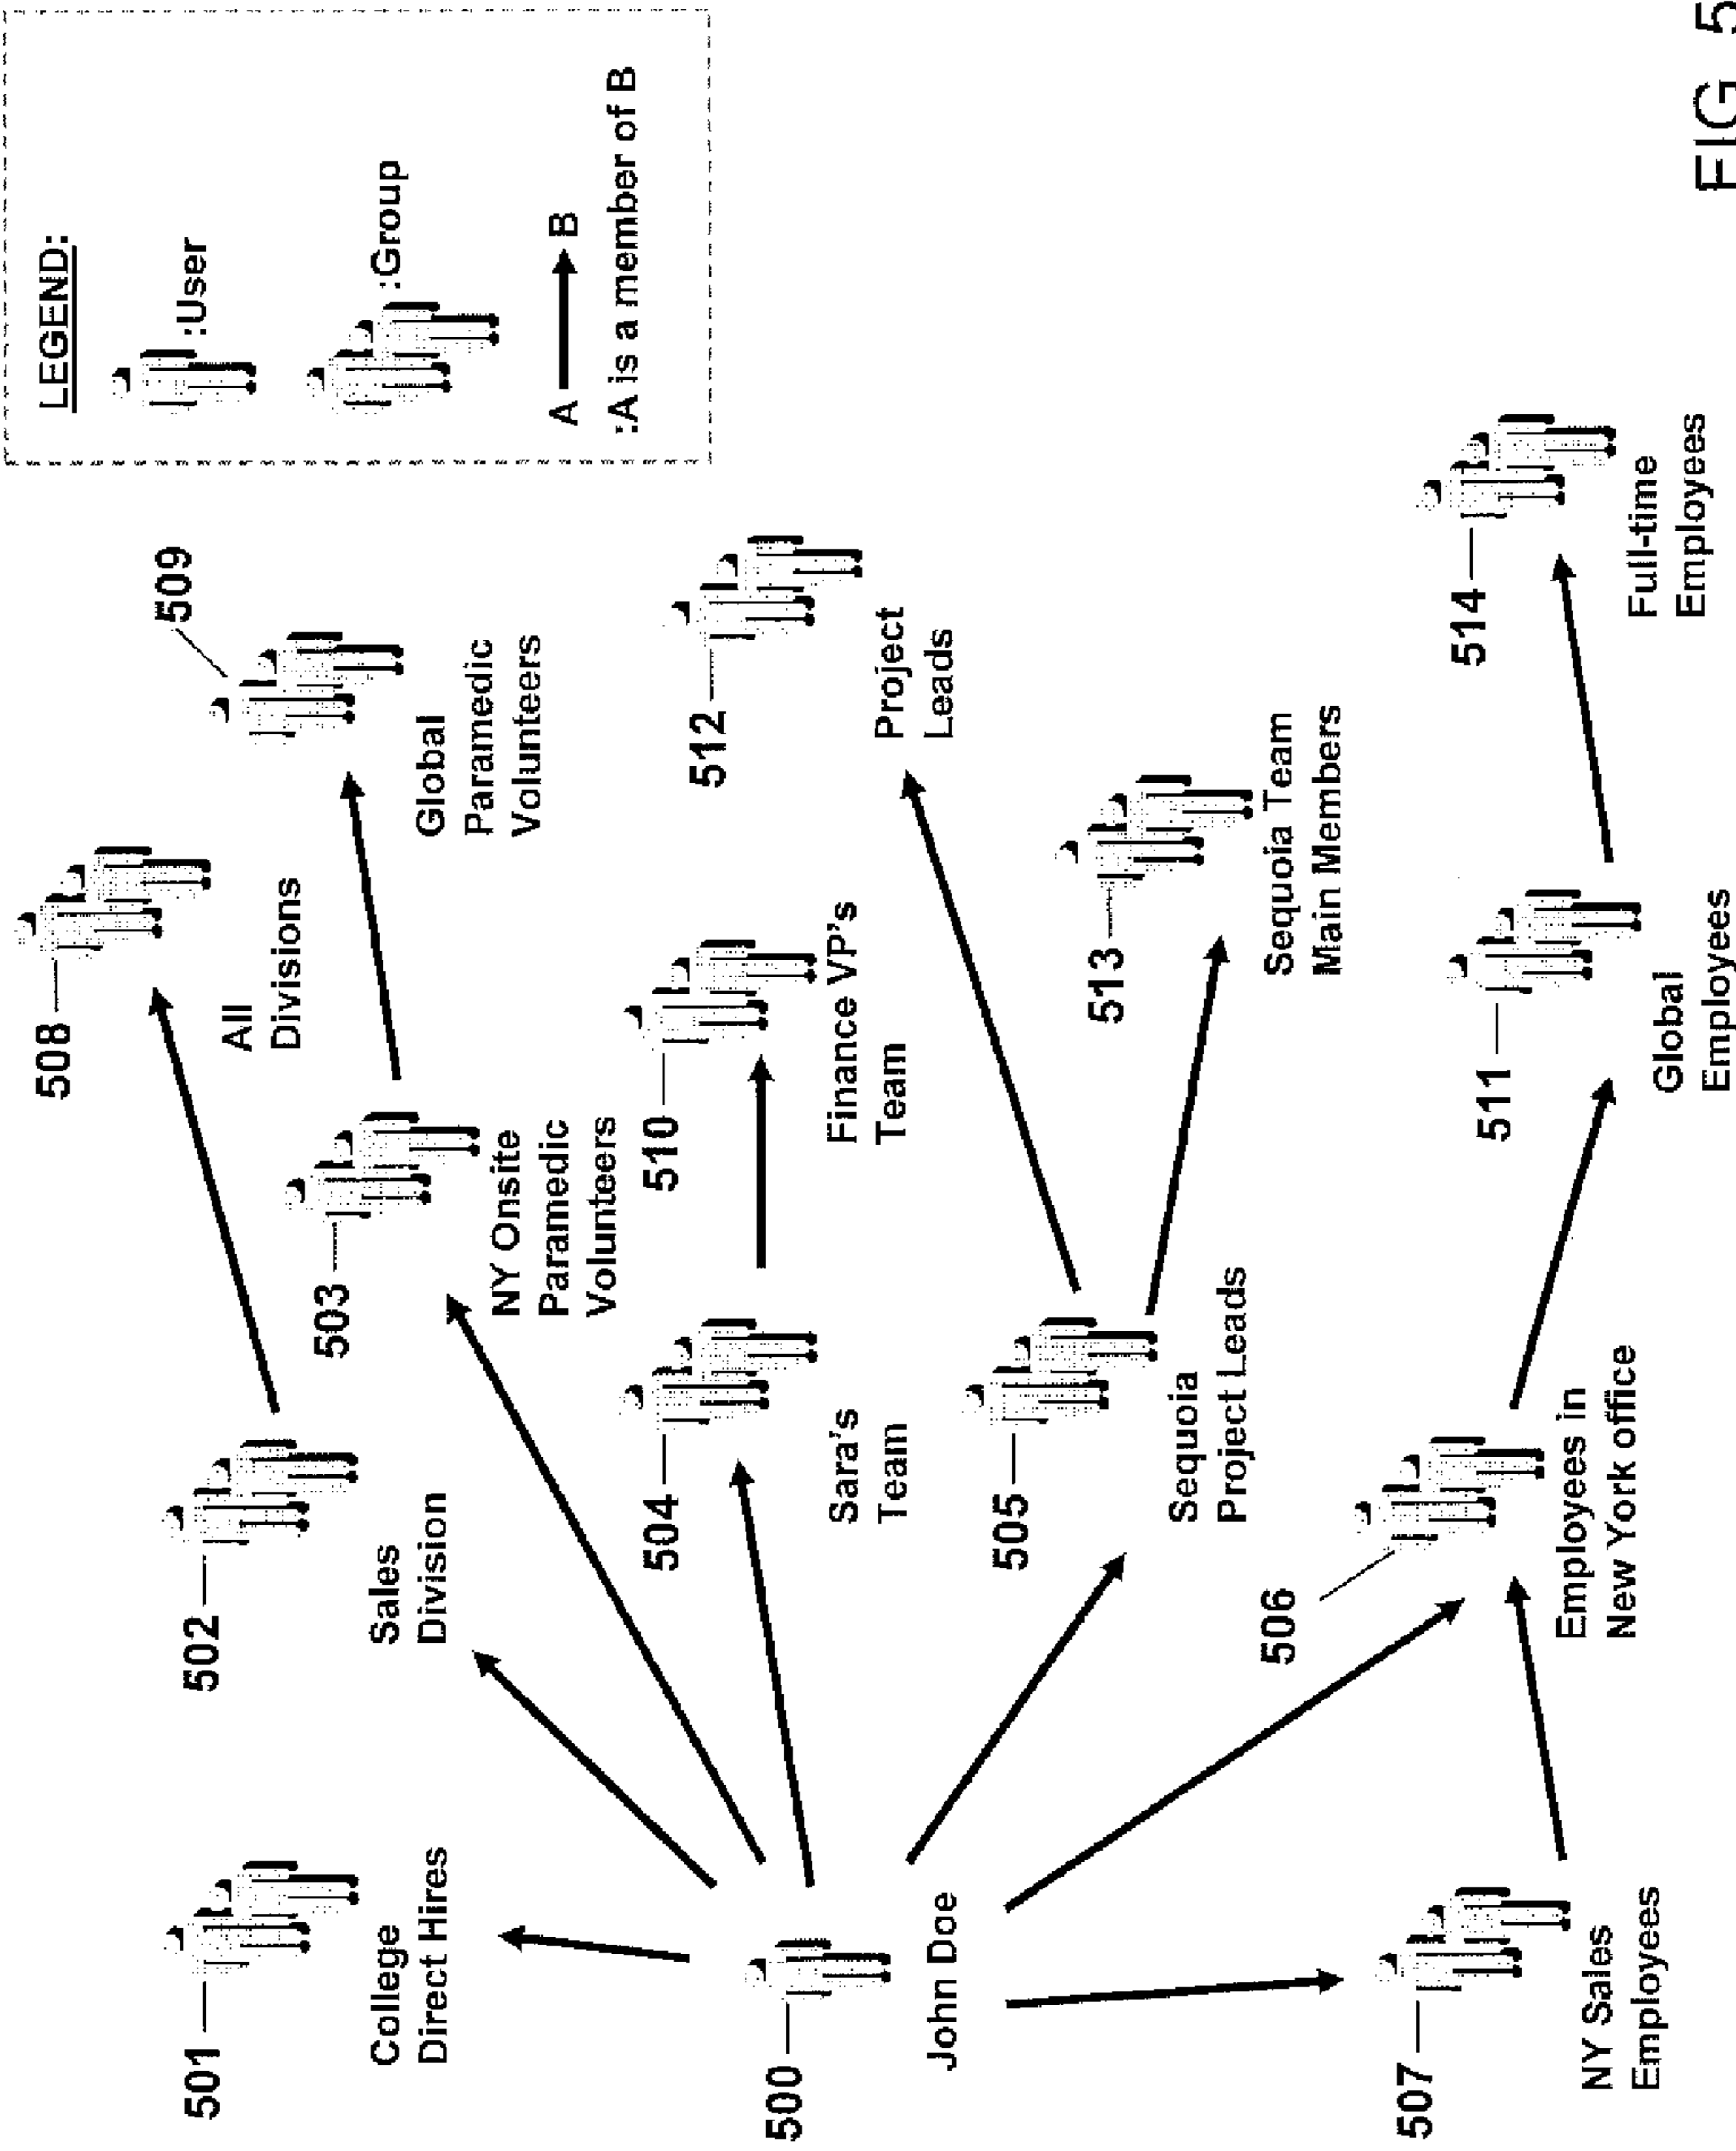 LEGEND:
:User
:Group
A B
:A is a member of B
501
College
Direct Hires
502
Sales
Division
508
All
Divisions
503
NY Onsite
Paramedic
Volunteers
509
Global
Paramedic
Volunteers
500
John Doe
504
Sara's
Team
510
Finance VP's
Team
512
Project
Leads
505
Sequoia
Project Leads
513
Sequoia Team
Main Members
507
NY Sales
Employees
506
Employees in
New York office
511
Global
Employees
514
Full-time
Employees
FIG 5